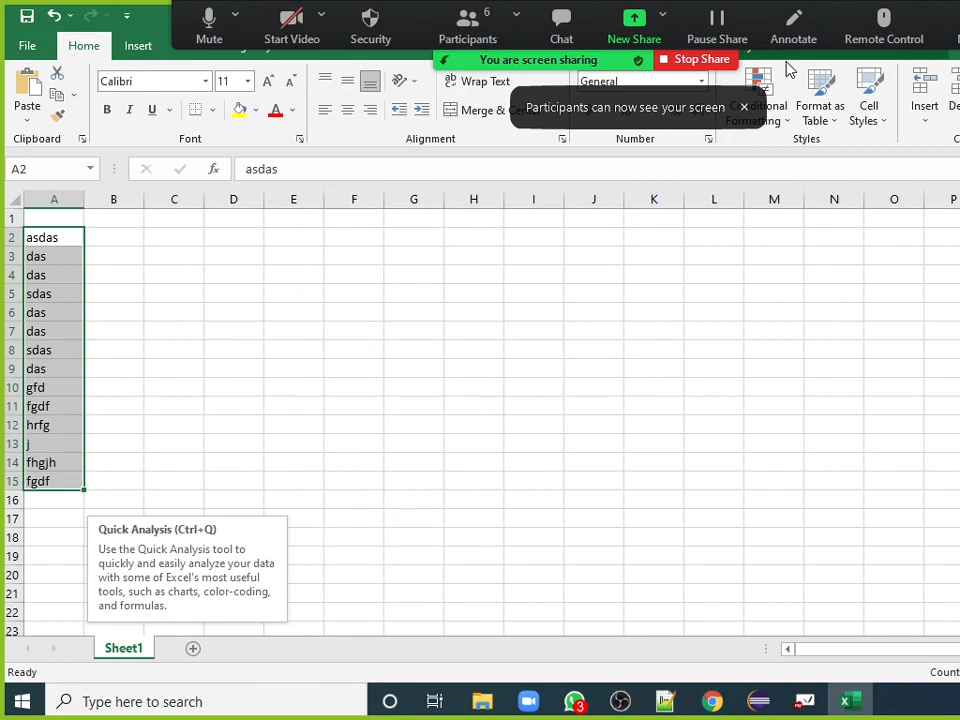 6
Mute
Start Video
Security
Participants
Chat
New Share
Pause Share
Annotate
Remote Control
File
Home
Insert
You are screen sharing
Stop Share
Participants can now see your screen
Paste
Calibri
11
B I U
Wrap Text
Merge & Cen
General
Conditional
Formatting
Format as
Table
Cell
Styles
Insert
Clipboard
Font
Alignment
Number
Styles
A2
fx
asdas
A B C D E F G H I J K L M N O P
1
2 asdas
3 das
4 das
5 sdas
6 das
7 das
8 sdas
9 das
10 gfd
11 fgdf
12 hrfg
13 j
14 fhgjh
15 fgdf
16
17
18
19
20
21
22
23
Quick Analysis (Ctrl+Q)
Use the Quick Analysis tool to
quickly and easily analyze your data
with some of Excel's most useful
tools, such as charts, color-coding,
and formulas.
Sheet1
Ready
Count
Type here to search
3